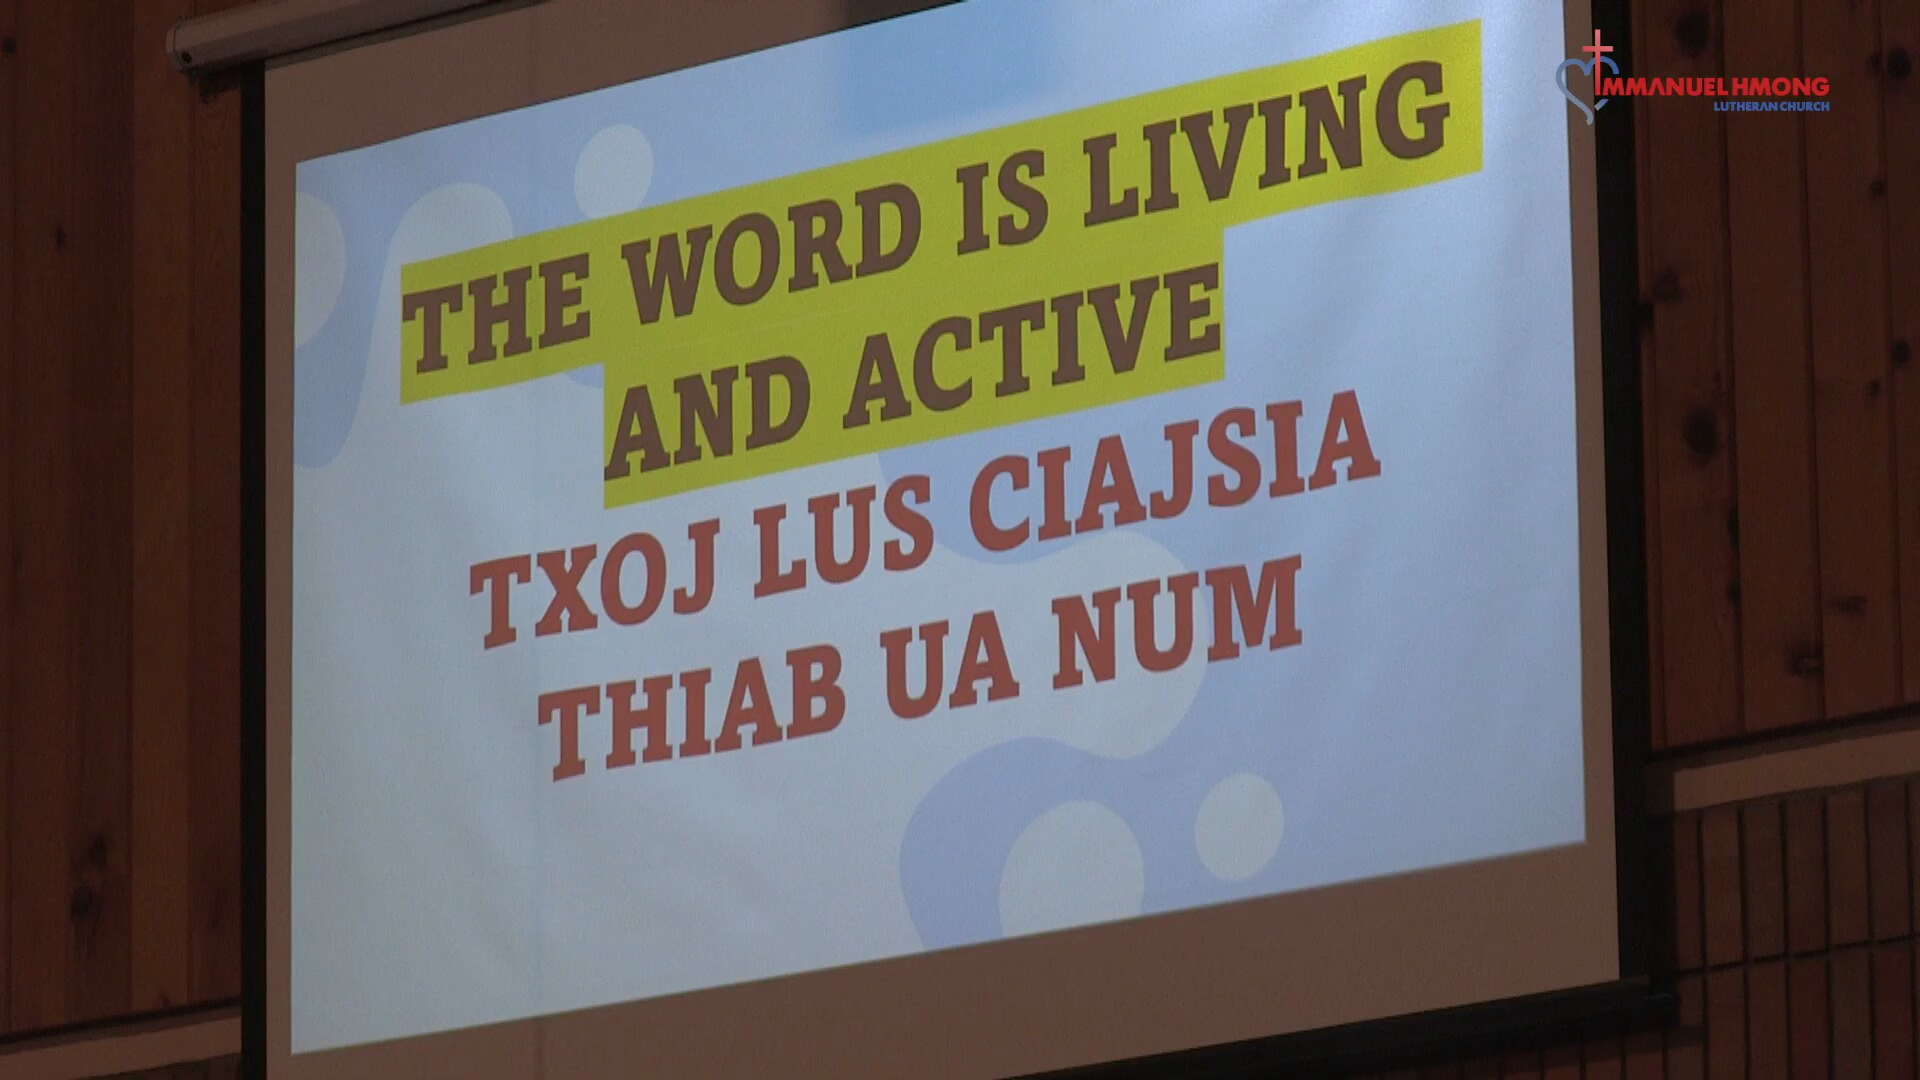 THE WORD IS LIVING
AND ACTIVE
TXOJ LUS CIAJSIA
THIAB UA NUM
IMMANUEL HMONG
LUTHERAN CHURCH